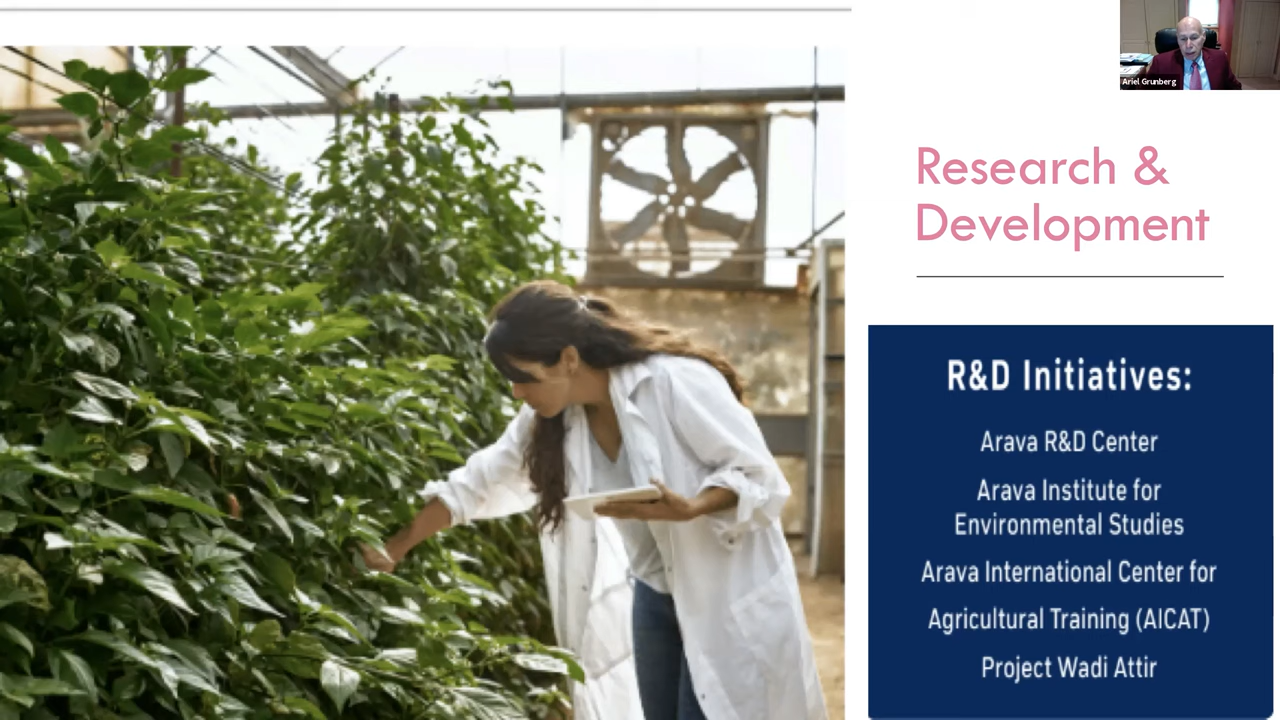 Ariel Grunberg
Research &
Development
R&D Initiatives:
Arava R&D Center
Arava Institute for
Environmental Studies
Arava International Center for
Agricultural Training (AICAT)
Project Wadi Attir